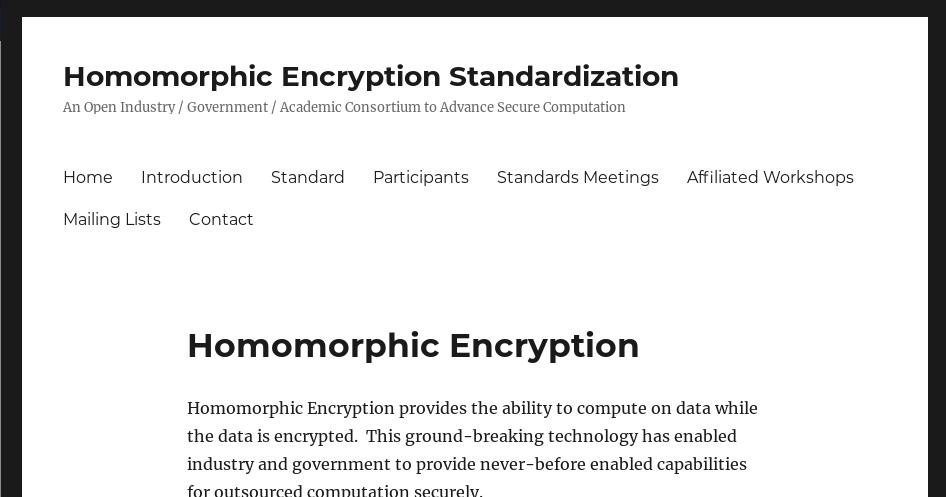 Homomorphic Encryption Standardization
An Open Industry / Government / Academic Consortium to Advance Secure Computation
Home Introduction Standard Participants Standards Meetings Affiliated Workshops
Mailing Lists Contact
Homomorphic Encryption
Homomorphic Encryption provides the ability to compute on data while
the data is encrypted.  This ground-breaking technology has enabled
industry and government to provide never-before enabled capabilities
for outsourced computation securely.